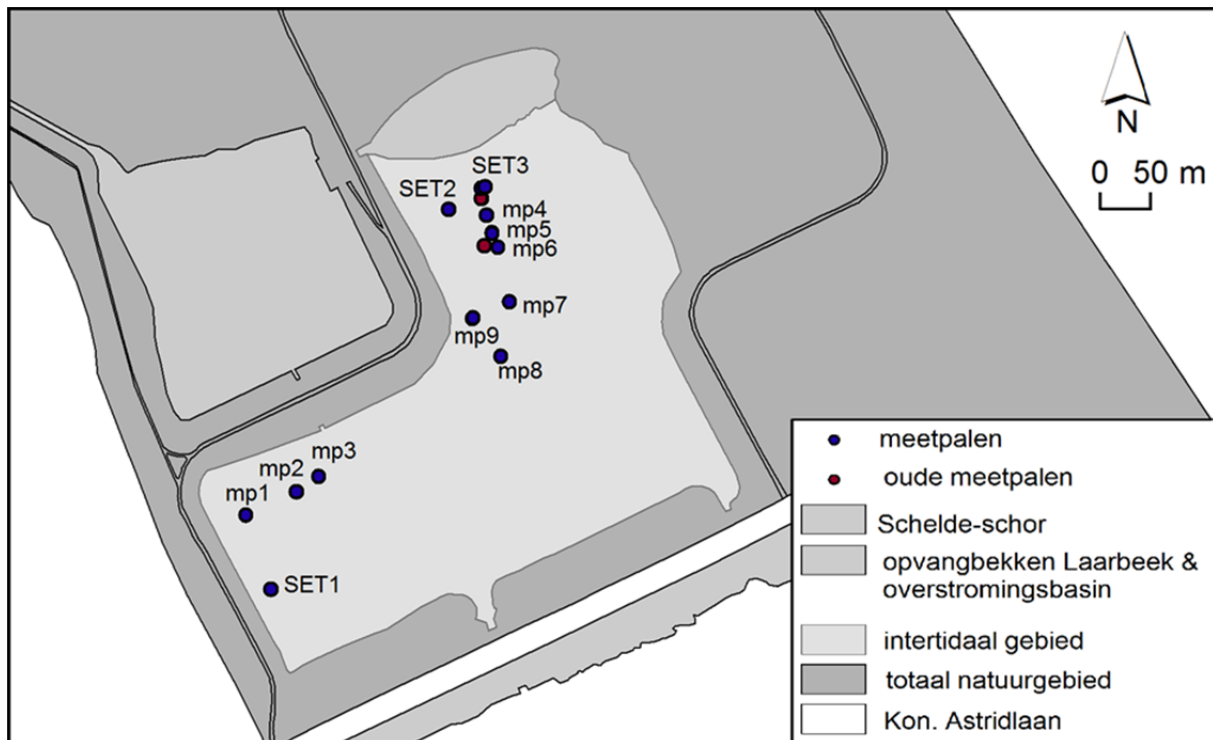 N
0 50 m
SET3
SET2
mp4
mp5
mp6
mp7
mp9
mp8
mp3
mp2
mp1
SET1
meetpalen
oude meetpalen
Schelde-schor
opvangbekken Laarbeek &
overstromingsbasin
intertidaal gebied
totaal natuurgebied
Kon. Astridlaan